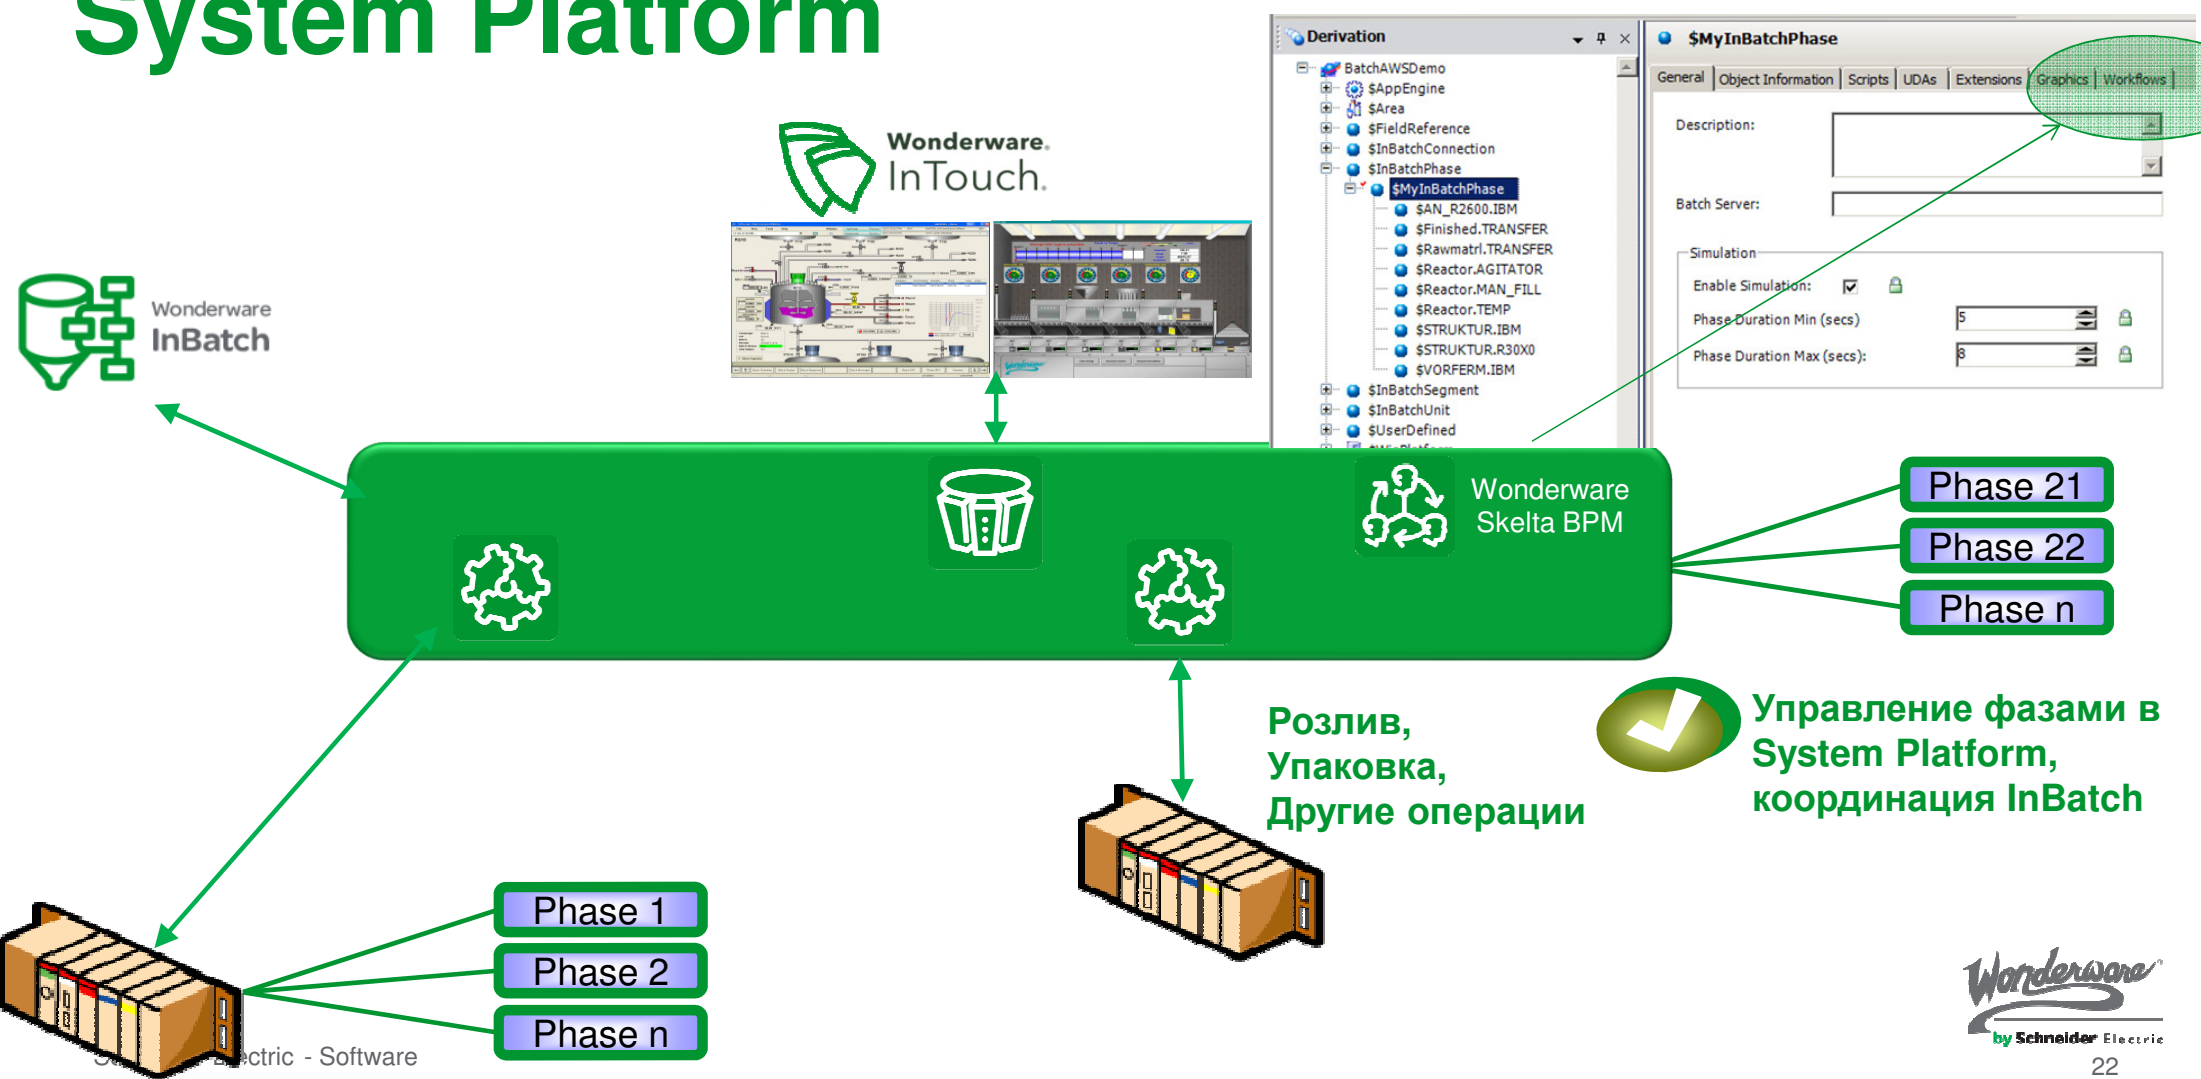 System Platform
Wonderware.
InTouch.
Wonderware
InBatch
Derivation
BatchAWSDemo
$AppEngine
$Area
$FieldReference
$InBatchConnection
$InBatchPhase
$MyInBatchPhase
$AN_R2600.IBM
$Finished.TRANSFER
$Rawmatrl.TRANSFER
$Reactor.AGITATOR
$Reactor.MAN_FILL
$Reactor.TEMP
$STRUKTUR.IBM
$STRUKTUR.R30X0
$VORFERM.IBM
$InBatchSegment
$InBatchUnit
$UserDefined
$MyInBatchPhase
General Object Information Scripts UDAs Extensions Graphics Workflows
Description:
Batch Server:
Simulation
Enable Simulation:
Phase Duration Min (secs) 5
Phase Duration Max (secs): 8
Wonderware
Skelta BPM
Phase 21
Phase 22
Phase n
Розлив,
Упаковка,
Другие операции
Управление фазами в
System Platform,
координация InBatch
Phase 1
Phase 2
Phase n
Wonderware
by Schneider Electric
ectric - Software
22